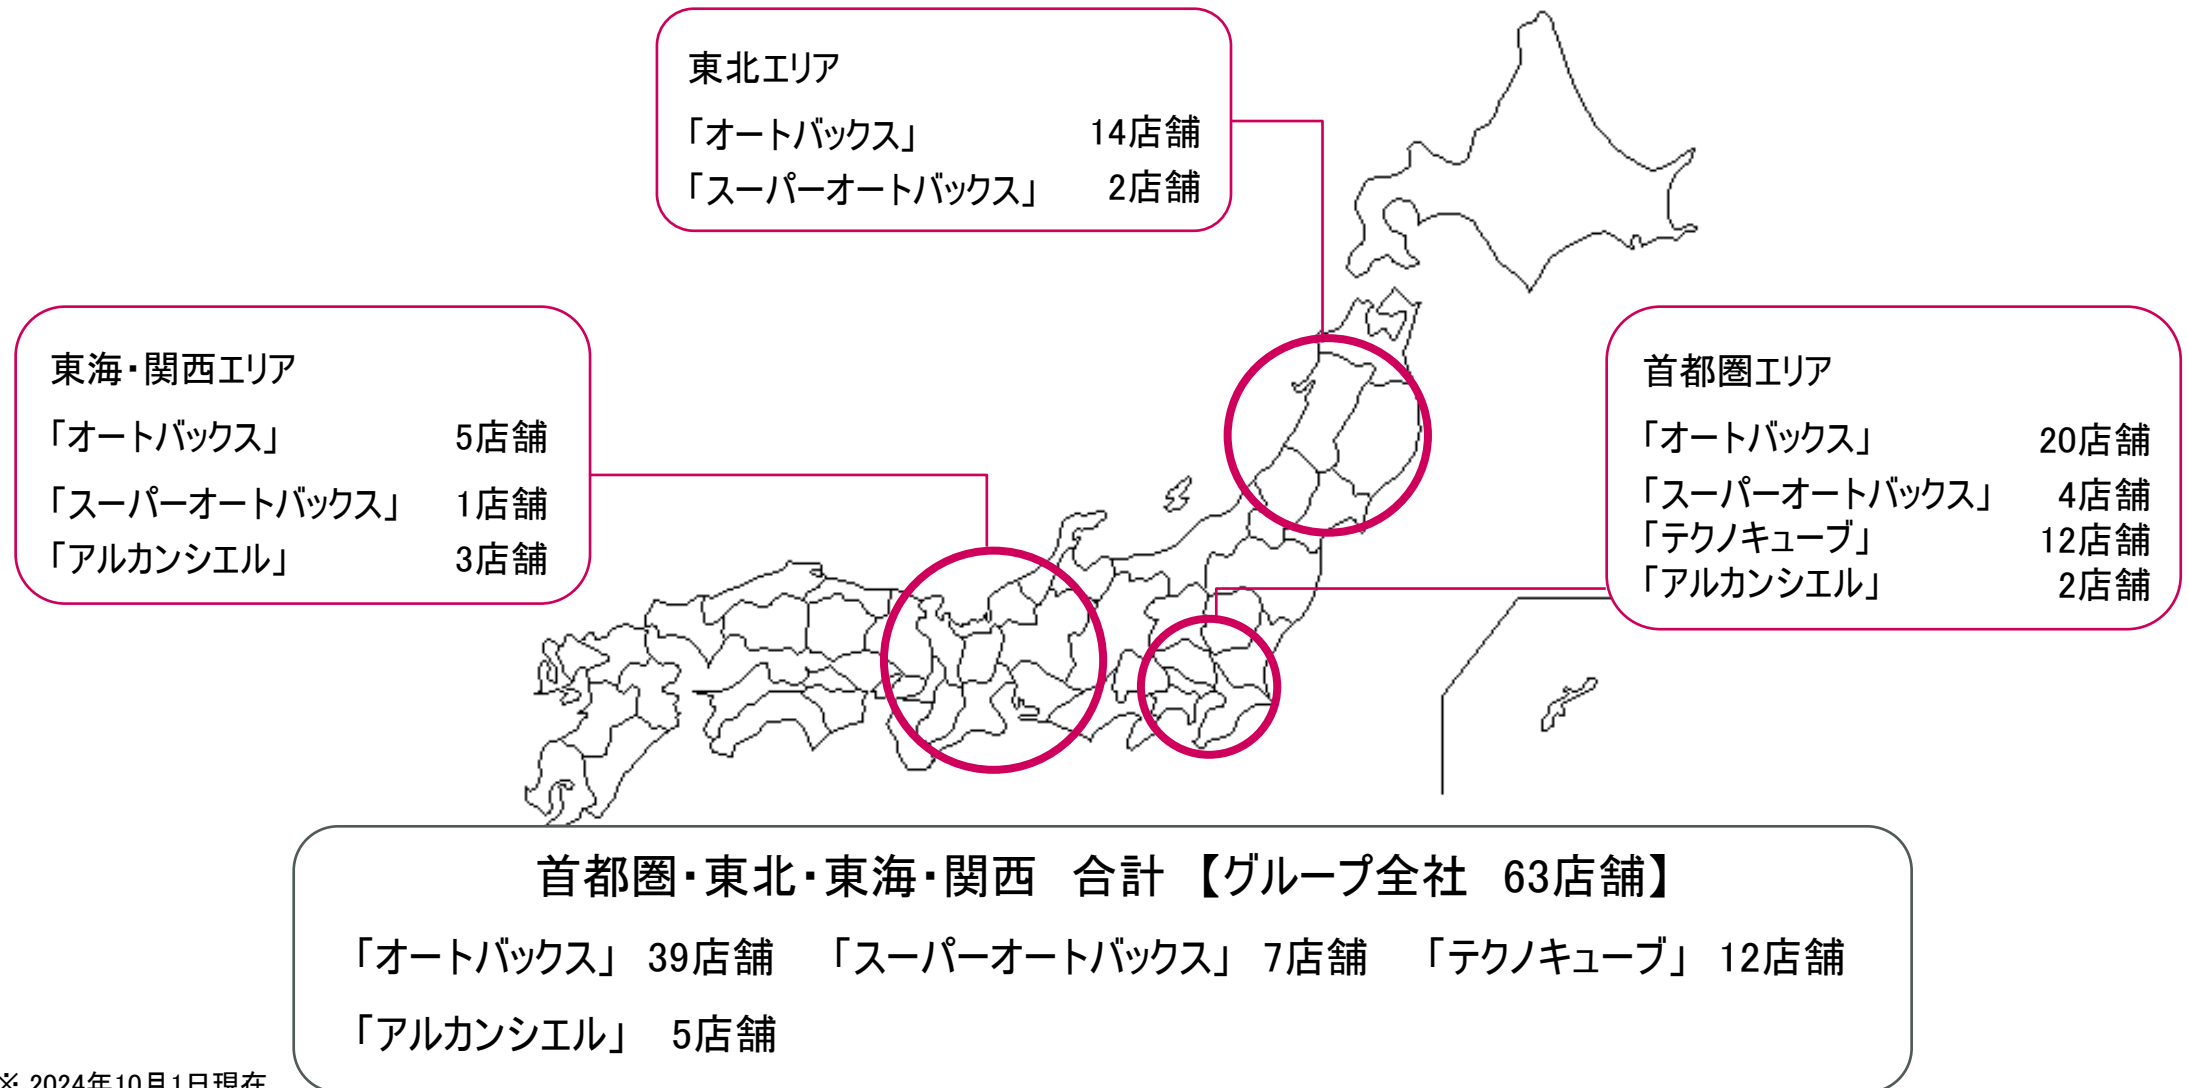 東北エリア
「オートバックス」 14店舗
「スーパーオートバックス」 2店舗
東海・関西エリア
「オートバックス」 5店舗
「スーパーオートバックス」 1店舗
「アルカンシエル」 3店舗
首都圏エリア
「オートバックス」 20店舗
「スーパーオートバックス」 4店舗
「テクノキューブ」 12店舗
「アルカンシエル」 2店舗
首都圏・東北・東海・関西 合計 【グループ全社 63店舗】
「オートバックス」 39店舗 「スーパーオートバックス」 7店舗 「テクノキューブ」 12店舗
「アルカンシエル」 5店舗
※ 2024年10月1日現在